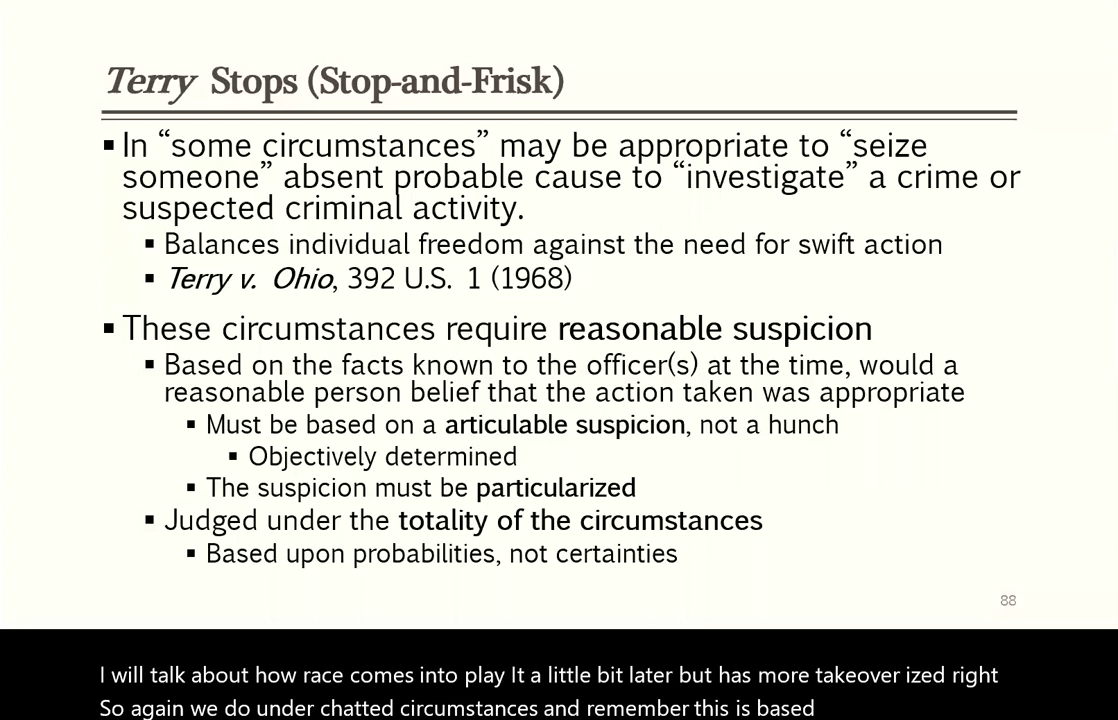 Terry Stops (Stop-and-Frisk)
▪ In “some circumstances” may be appropriate to “seize
someone” absent probable cause to “investigate” a crime or
suspected criminal activity.
▪ Balances individual freedom against the need for swift action
▪ Terry v. Ohio, 392 U.S. 1 (1968)
▪ These circumstances require reasonable suspicion
▪ Based on the facts known to the officer(s) at the time, would a
reasonable person belief that the action taken was appropriate
▪ Must be based on a articulable suspicion, not a hunch
▪ Objectively determined
▪ The suspicion must be particularized
▪ Judged under the totality of the circumstances
▪ Based upon probabilities, not certainties
88
I will talk about how race comes into play It a little bit later but has more takeover ized right
So again we do under chatted circumstances and remember this is based